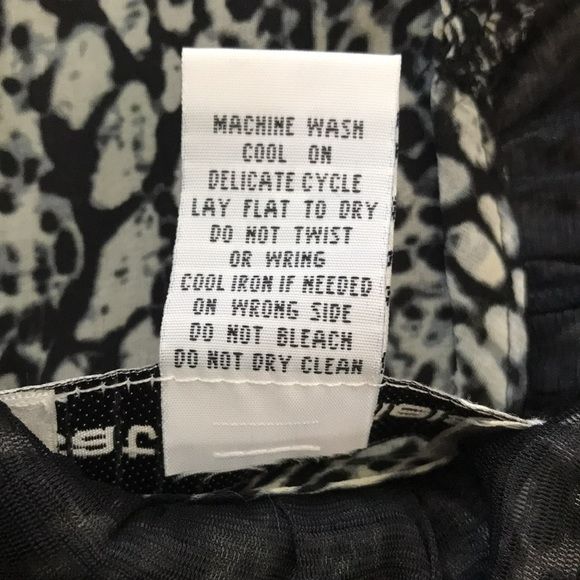 MACHINE WASH
COOL ON
DELICATE CYCLE
LAY FLAT TO DRY
DO NOT TWIST
OR WRING
COOL IRON IF NEEDED
ON WRONG SIDE
DO NOT BLEACH
DO NOT DRY CLEAN